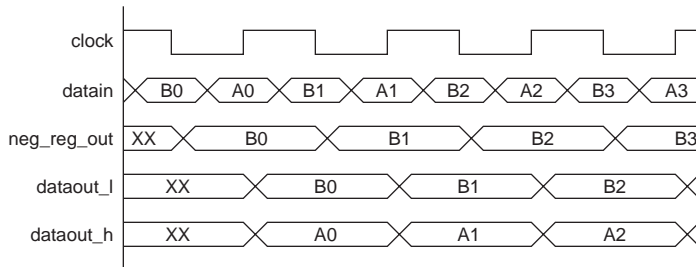 clock
datain B0 A0 B1 A1 B2 A2 B3 A3
neg_reg_out XX B0 B1 B2 B3
dataout_l XX B0 B1 B2
dataout_h XX A0 A1 A2